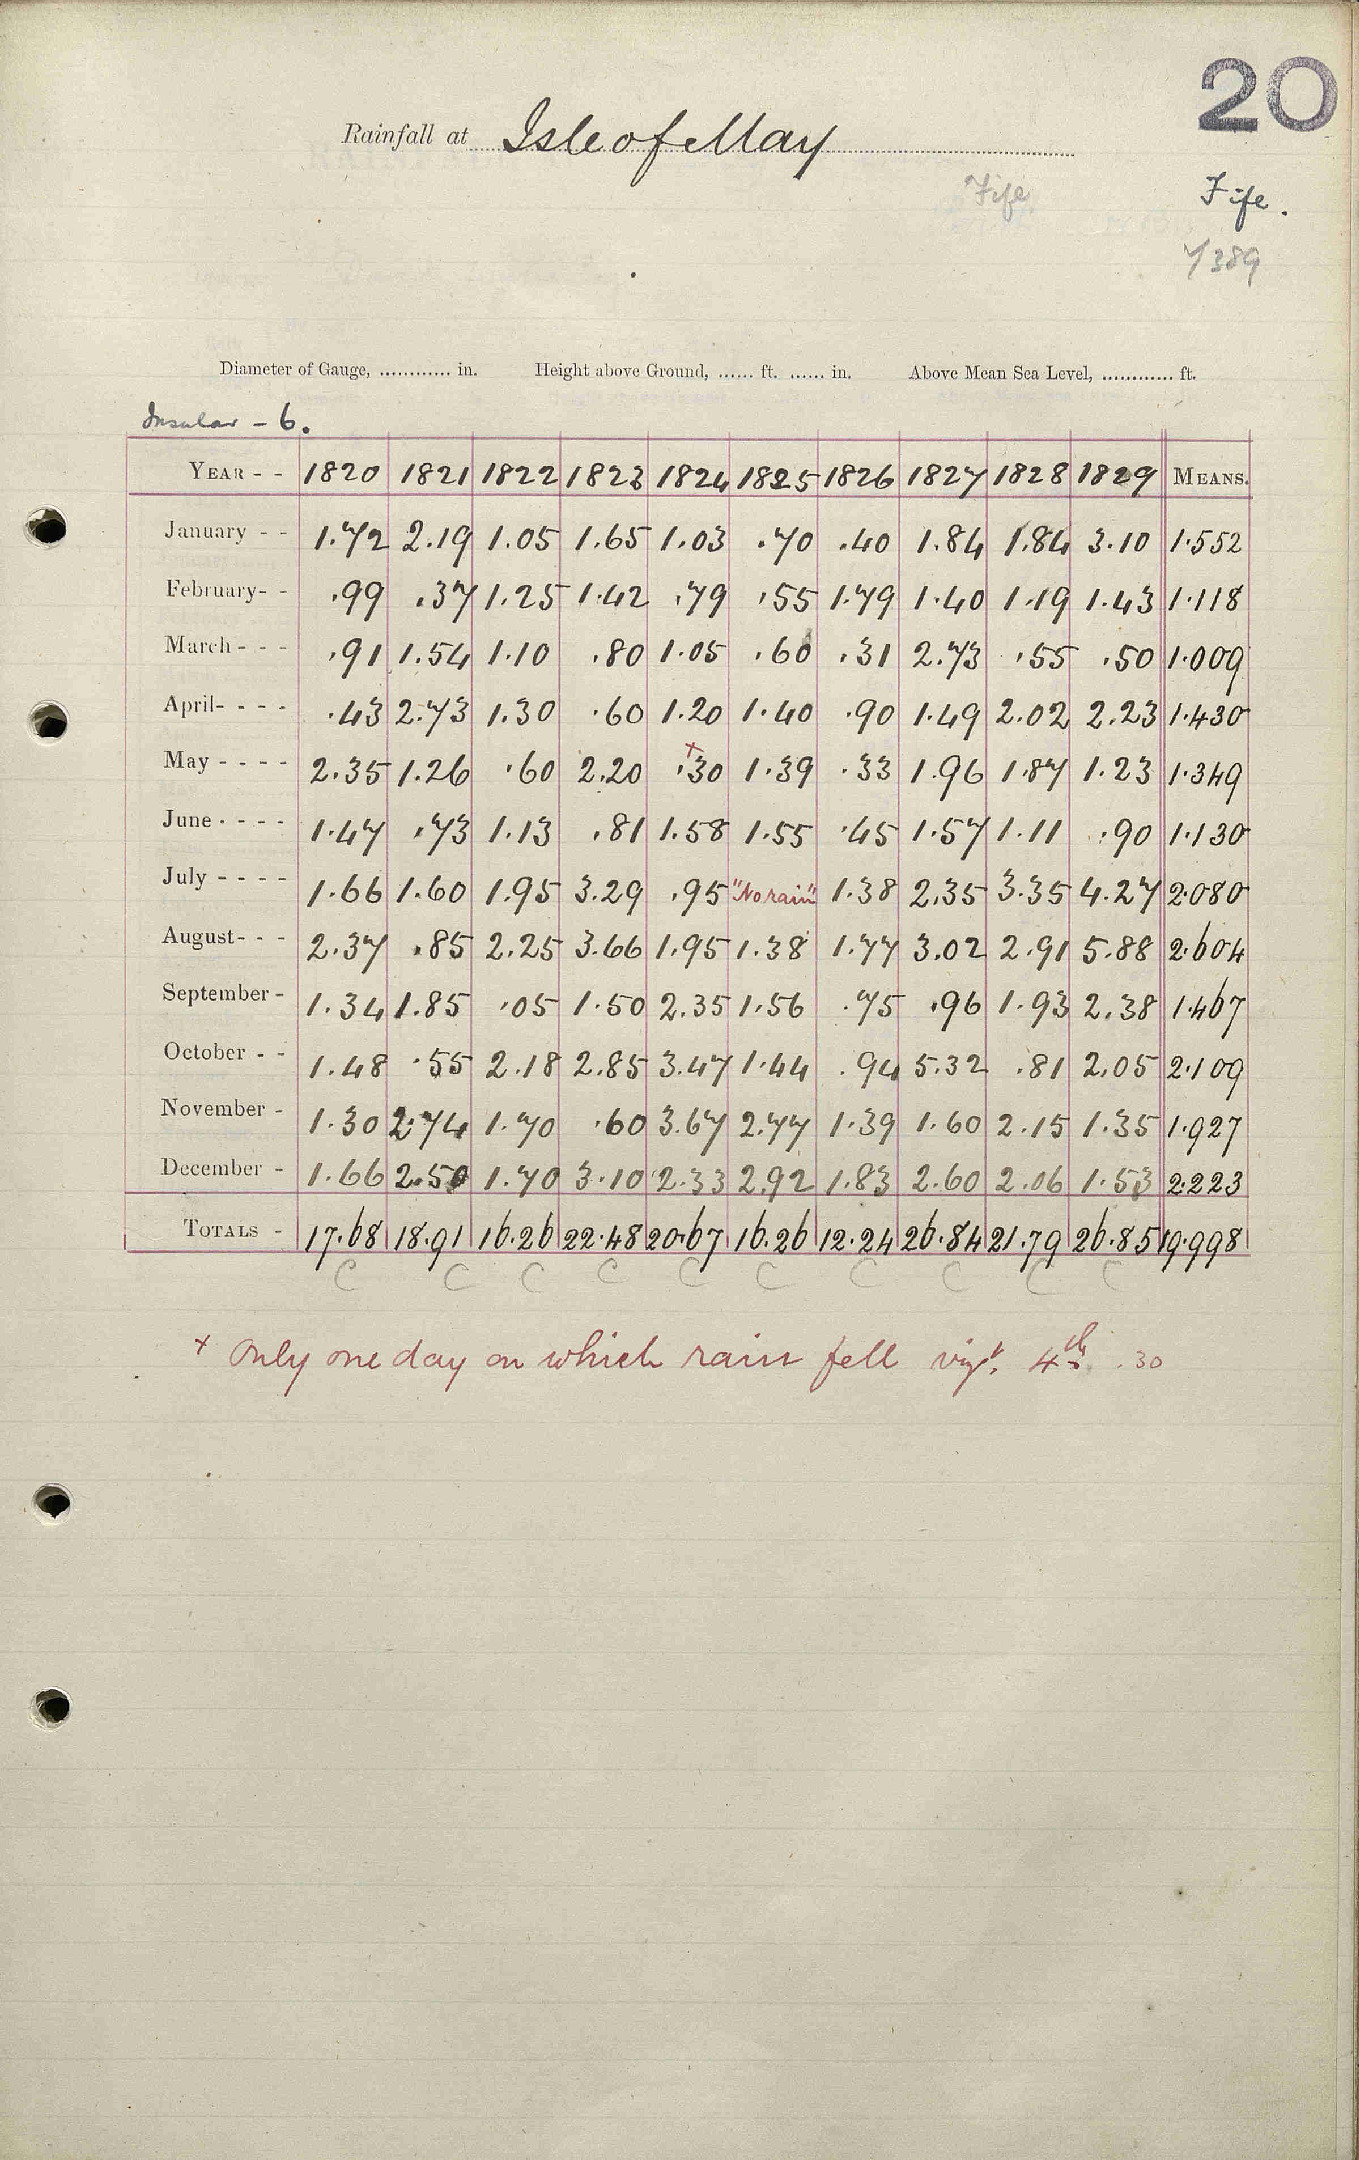 20
Rainfall at Isle of May
Fife Fife.
7/389
Diameter of Gauge, ............ in. Height above Ground, ...... ft. ...... in. Above Mean Sea Level, ............ ft.
Insular - 6.
YEAR - - 1820 1821 1822 1823 1824 1825 1826 1827 1828 1829 MEANS.
January - - 1.72 2.19 1.05 1.65 1.03 .70 .40 1.84 1.84 3.10 1.552
February- - .99 .37 1.25 1.42 .79 .55 1.79 1.40 1.19 1.43 1.118
March - - - .91 1.54 1.10 .80 1.05 .60 .31 2.73 .55 .50 1.009
April- - - - .43 2.73 1.30 .60 1.20 1.40 .90 1.49 2.02 2.23 1.430
May - - - - 2.35 1.26 .60 2.20 +.30 1.39 .33 1.96 1.87 1.23 1.349
June - - - - 1.47 .73 1.13 .81 1.58 1.55 .45 1.57 1.11 .90 1.130
July - - - - 1.66 1.60 1.95 3.29 .95 "No rain" 1.38 2.35 3.35 4.27 2.080
August- - - 2.37 .85 2.25 3.66 1.95 1.38 1.77 3.02 2.91 5.88 2.604
September - 1.34 1.85 .05 1.50 2.35 1.56 .75 .96 1.93 2.38 1.467
October - - 1.48 .55 2.18 2.85 3.47 1.44 .94 5.32 .81 2.05 2.109
November - 1.30 2.74 1.70 .60 3.67 2.77 1.39 1.60 2.15 1.35 1.927
December - 1.66 2.50 1.70 3.10 2.33 2.92 1.83 2.60 2.06 1.53 2.223
TOTALS - 17.68 18.91 16.26 22.48 20.67 16.26 12.24 26.84 21.79 26.85 19.998
C C C C C C C C C C
+ Only one day on which rain fell vizt. 4th .30